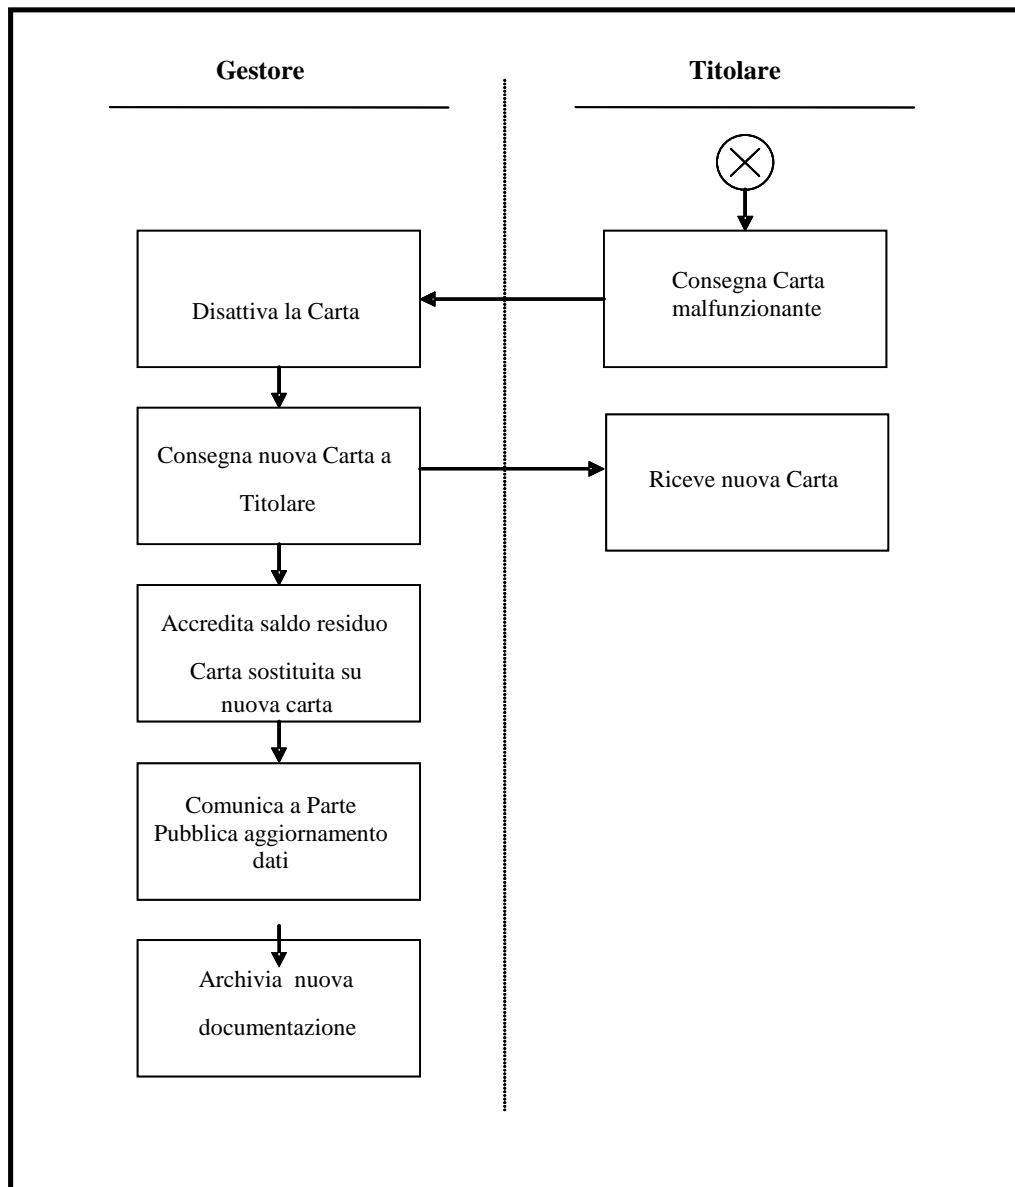 Gestore
Titolare
Consegna Carta
malfunzionante
Disattiva la Carta
Consegna nuova Carta a
Titolare
Riceve nuova Carta
Accredita saldo residuo
Carta sostituita su
nuova carta
Comunica a Parte
Pubblica aggiornamento
dati
Archivia nuova
documentazione